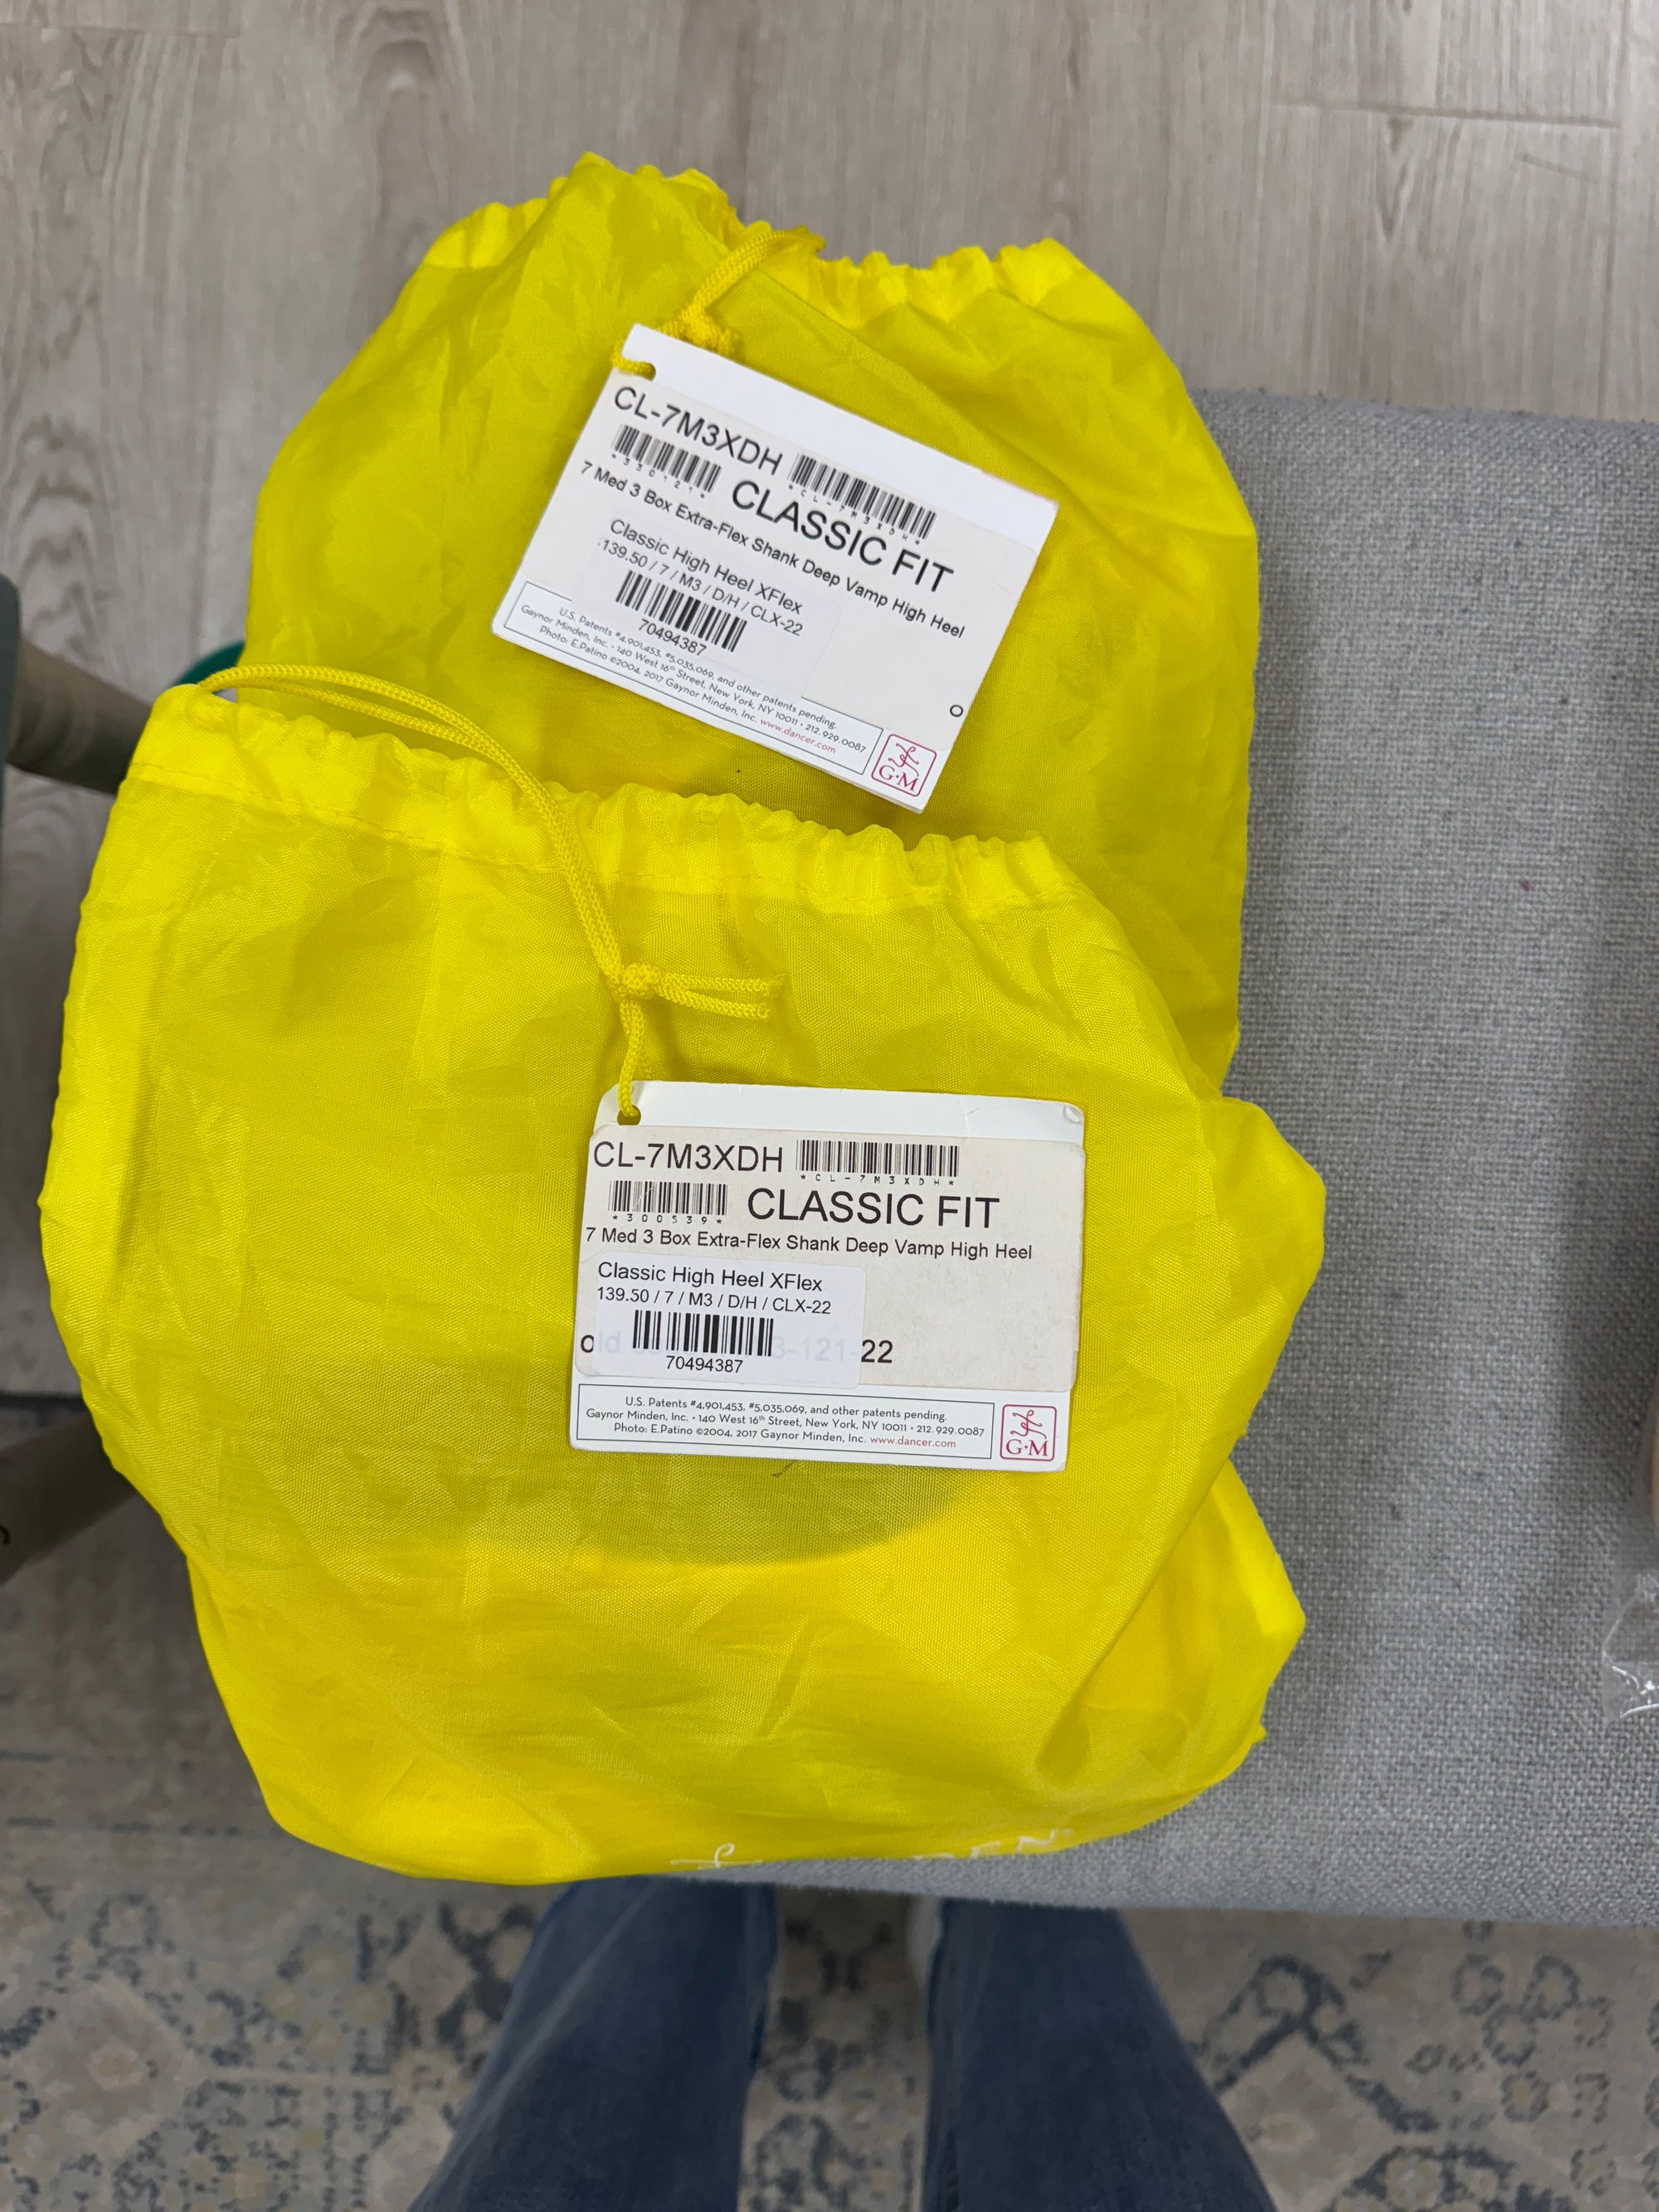 CL-7M3XDH
*CL-7M3XDH*
*330121*
CLASSIC FIT
7 Med 3 Box Extra-Flex Shank Deep Vamp High Heel
Classic High Heel XFlex
139.50 / 7 / M3 / D/H / CLX-22
70494387
O
U.S. Patents #4,901,453, #5,035,069, and other patents pending.
Gaynor Minden, Inc. • 140 West 16th Street, New York, NY 10011 • 212.929.0087
Photo: E.Patino ©2004, 2017 Gaynor Minden, Inc. www.dancer.com
G•M
CL-7M3XDH
*CL-7M3XDH*
*300539*
CLASSIC FIT
7 Med 3 Box Extra-Flex Shank Deep Vamp High Heel
Classic High Heel XFlex
139.50 / 7 / M3 / D/H / CLX-22
old 3-121-22
70494387
U.S. Patents #4,901,453, #5,035,069, and other patents pending.
Gaynor Minden, Inc. • 140 West 16th Street, New York, NY 10011 • 212.929.0087
Photo: E.Patino ©2004, 2017 Gaynor Minden, Inc. www.dancer.com
G•M